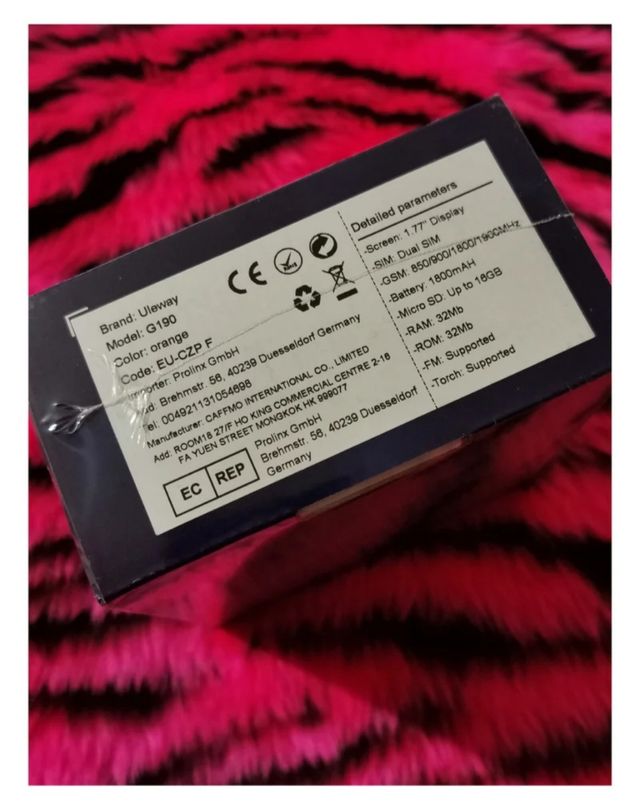 Brand: Uleway
Model: G190
Color: orange
Code: EU-CZP F
Importer: Prolinx GmbH
Add: Brehmstr. 56, 40239 Duesseldorf Germany
Tel: 004921131054698
Manufacturer: CAFFMO INTERNATIONAL CO., LIMITED
Add: ROOM18 27/F HO KING COMMERCIAL CENTRE 2-16
FA YUEN STREET MONGKOK HK 999077
EC REP
Prolinx GmbH
Brehmstr. 56, 40239 Duesseldorf
Germany
CE
Detailed parameters
-Screen: 1.77" Display
-SIM: Dual SIM
-GSM: 850/900/1800/1900MHz
-Battery: 1800mAH
-Micro SD: Up to 16GB
-RAM: 32Mb
-ROM: 32Mb
-FM: Supported
-Torch: Supported